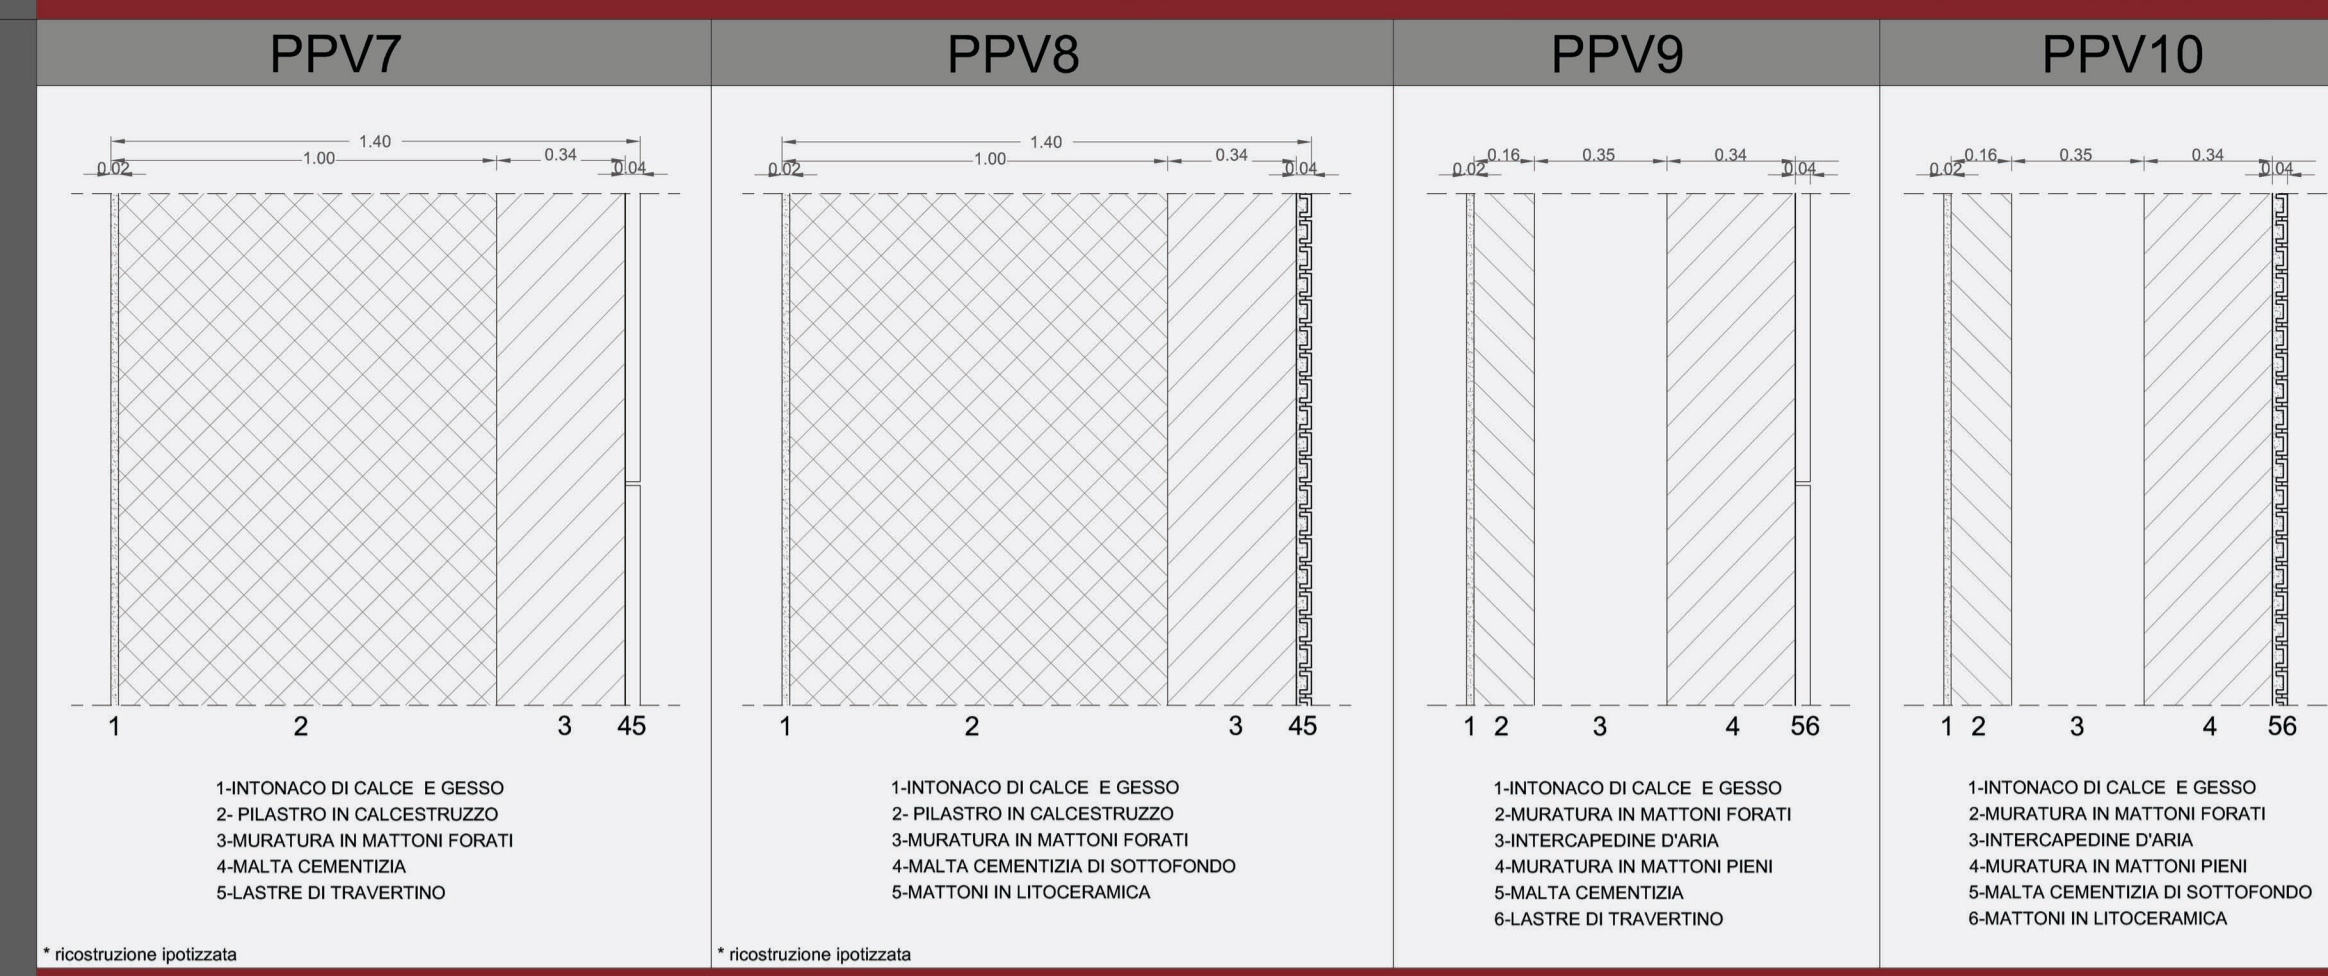 PPV7
1.40
1.00
0.34
0.02
0.04
1
2
3
45
1-INTONACO DI CALCE E GESSO
2- PILASTRO IN CALCESTRUZZO
3-MURATURA IN MATTONI FORATI
4-MALTA CEMENTIZIA
5-LASTRE DI TRAVERTINO
* ricostruzione ipotizzata
PPV8
1.40
1.00
0.34
0.02
0.04
1
2
3
45
1-INTONACO DI CALCE E GESSO
2- PILASTRO IN CALCESTRUZZO
3-MURATURA IN MATTONI FORATI
4-MALTA CEMENTIZIA DI SOTTOFONDO
5-MATTONI IN LITOCERAMICA
* ricostruzione ipotizzata
PPV9
0.16
0.35
0.34
0.02
0.04
1
2
3
4
56
1-INTONACO DI CALCE E GESSO
2-MURATURA IN MATTONI FORATI
3-INTERCAPEDINE D'ARIA
4-MURATURA IN MATTONI PIENI
5-MALTA CEMENTIZIA
6-LASTRE DI TRAVERTINO
PPV10
0.16
0.35
0.34
0.02
0.04
1
2
3
4
56
1-INTONACO DI CALCE E GESSO
2-MURATURA IN MATTONI FORATI
3-INTERCAPEDINE D'ARIA
4-MURATURA IN MATTONI PIENI
5-MALTA CEMENTIZIA DI SOTTOFONDO
6-MATTONI IN LITOCERAMICA